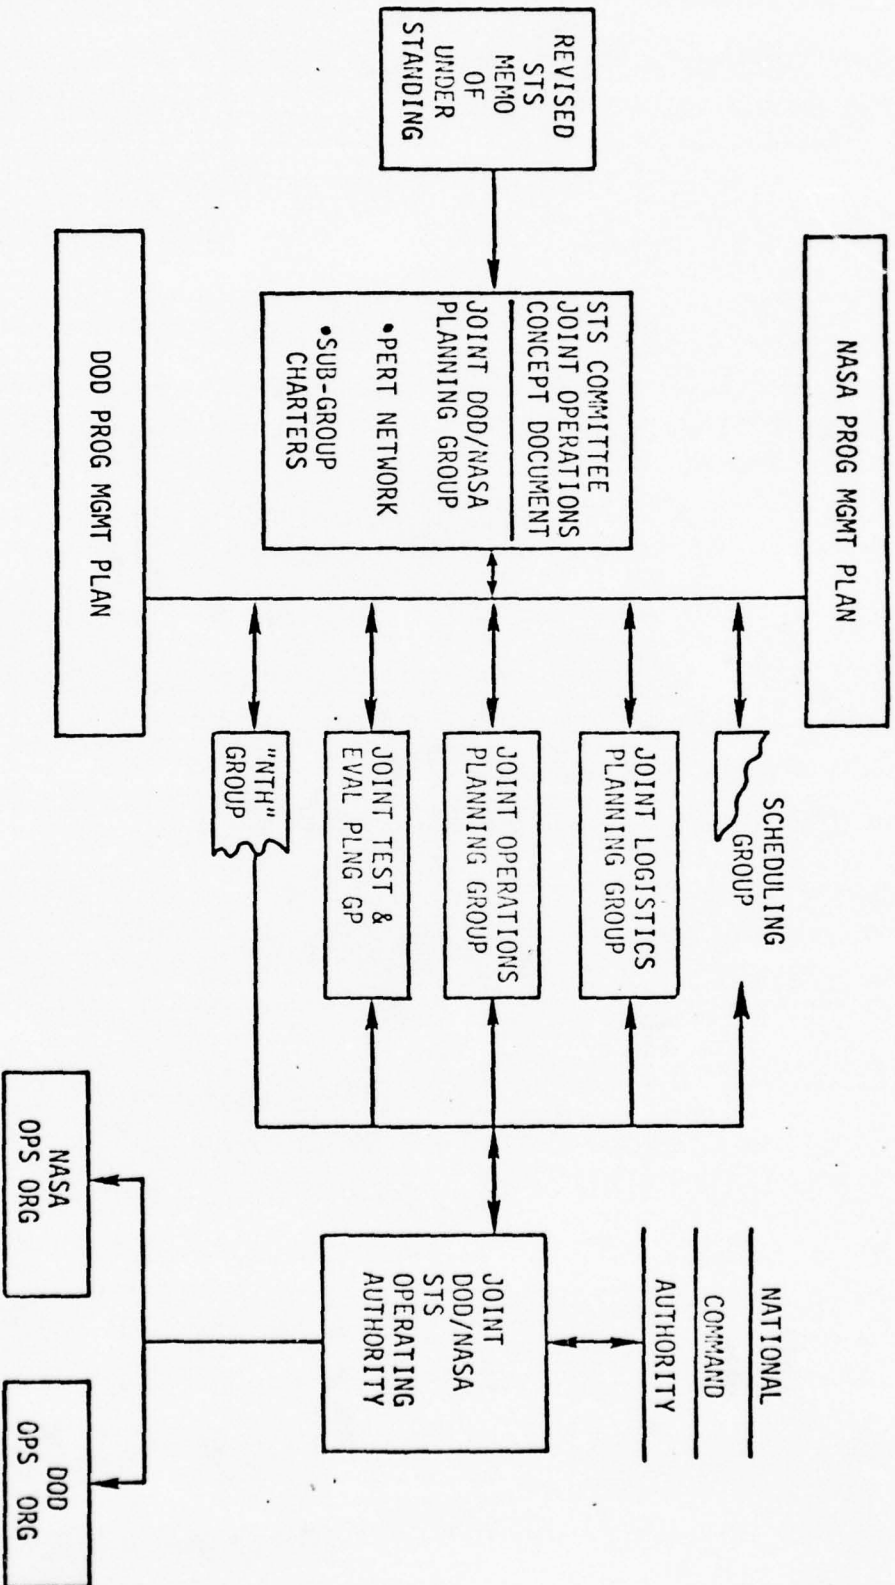 REVISED
STS
MEMO
OF
UNDER
STANDING
NASA PROG MGMT PLAN
STS COMMITTEE
JOINT OPERATIONS
CONCEPT DOCUMENT
JOINT DOD/NASA
PLANNING GROUP
•PERT NETWORK
•SUB-GROUP
CHARTERS
DOD PROG MGMT PLAN
SCHEDULING
GROUP
JOINT LOGISTICS
PLANNING GROUP
JOINT OPERATIONS
PLANNING GROUP
JOINT TEST &
EVAL PLNG GP
"NTH"
GROUP
NATIONAL
COMMAND
AUTHORITY
JOINT
DOD/NASA
STS
OPERATING
AUTHORITY
NASA
OPS ORG
DOD
OPS ORG